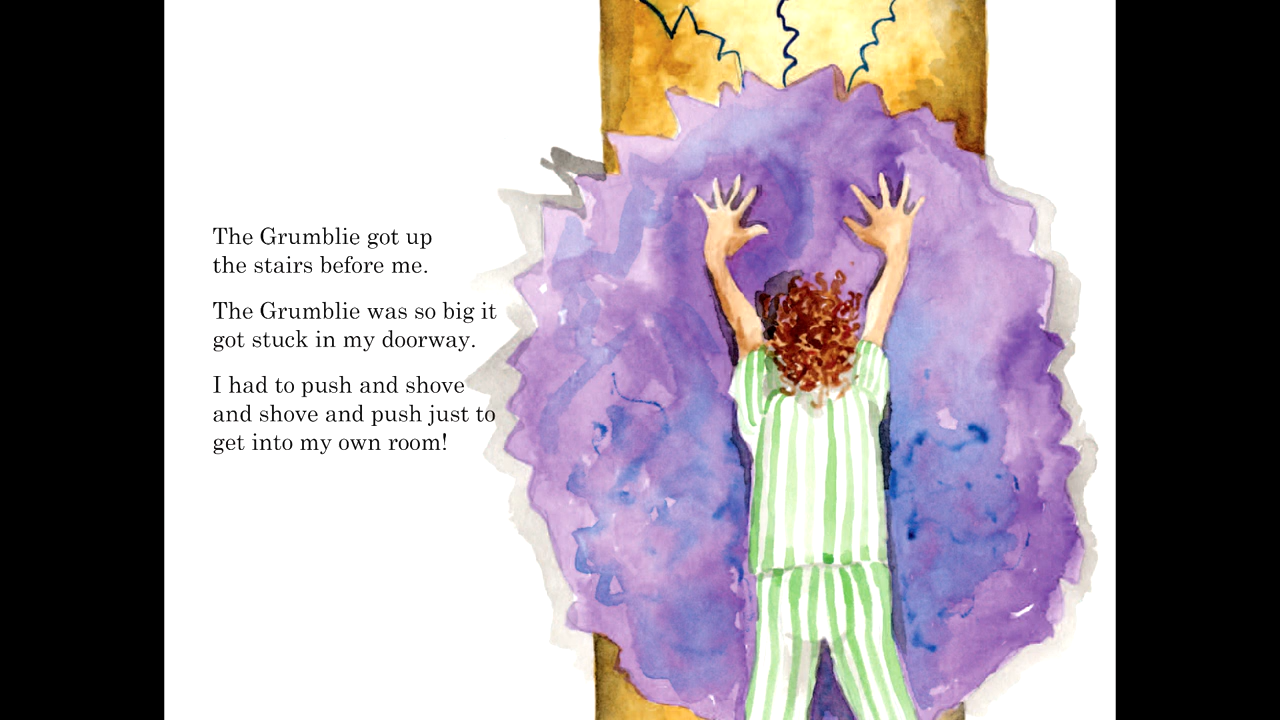 The Grumblie got up
the stairs before me.
The Grumblie was so big it
got stuck in my doorway.
I had to push and shove
and shove and push just to
get into my own room!